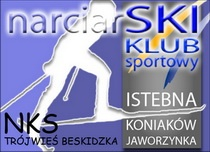 narciarSKI
KLUB
sportowy
ISTEBNA
KONIAKÓW
JAWORZYNKA
NKS
TRÓJWIEŚ BESKIDZKA